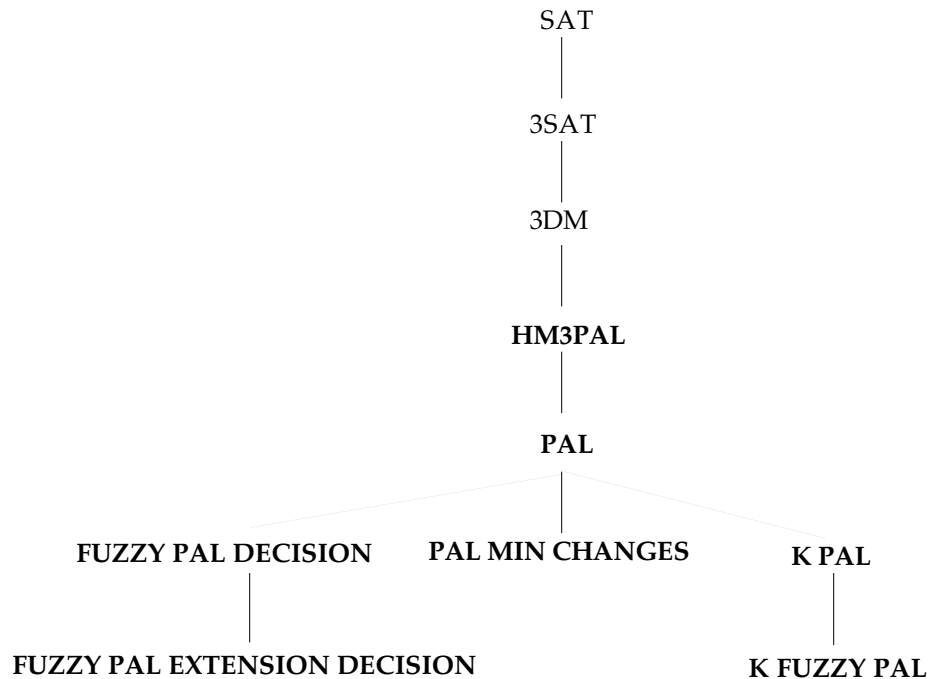 SAT
3SAT
3DM
HM3PAL
PAL
FUZZY PAL DECISION
PAL MIN CHANGES
K PAL
FUZZY PAL EXTENSION DECISION
K FUZZY PAL